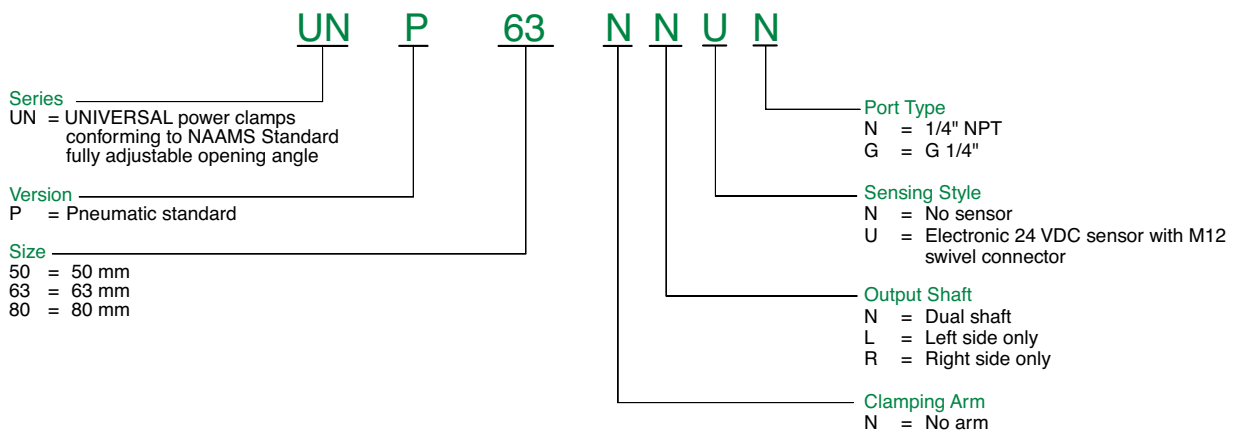 UN P 63 N N U N
Series
UN = UNIVERSAL power clamps
conforming to NAAMS Standard
fully adjustable opening angle
Version
P = Pneumatic standard
Size
50 = 50 mm
63 = 63 mm
80 = 80 mm
Port Type
N = 1/4" NPT
G = G 1/4"
Sensing Style
N = No sensor
U = Electronic 24 VDC sensor with M12
swivel connector
Output Shaft
N = Dual shaft
L = Left side only
R = Right side only
Clamping Arm
N = No arm